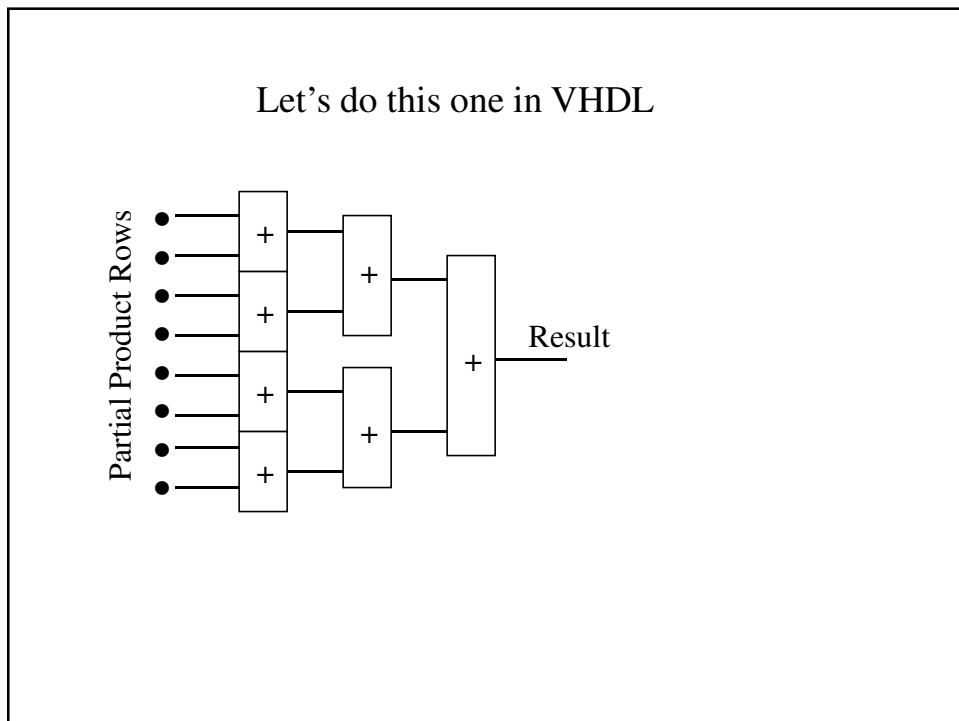 Let's do this one in VHDL
Partial Product Rows
+
+
+
+
+
+
+
Result